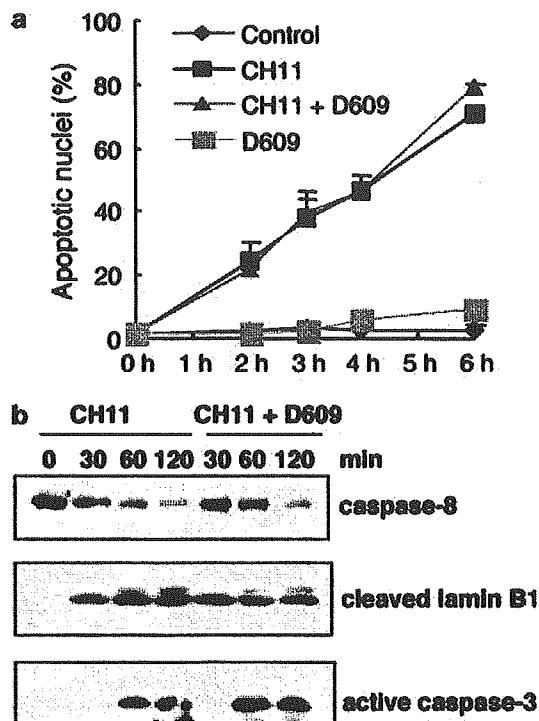 a
Apoptotic nuclei (%)
100
80
60
40
20
0
Control
CH11
CH11 + D609
D609
0 h 1 h 2 h 3 h 4 h 5 h 6 h
b CH11 CH11 + D609
0 30 60 120 30 60 120 min
caspase-8
cleaved lamin B1
active caspase-3